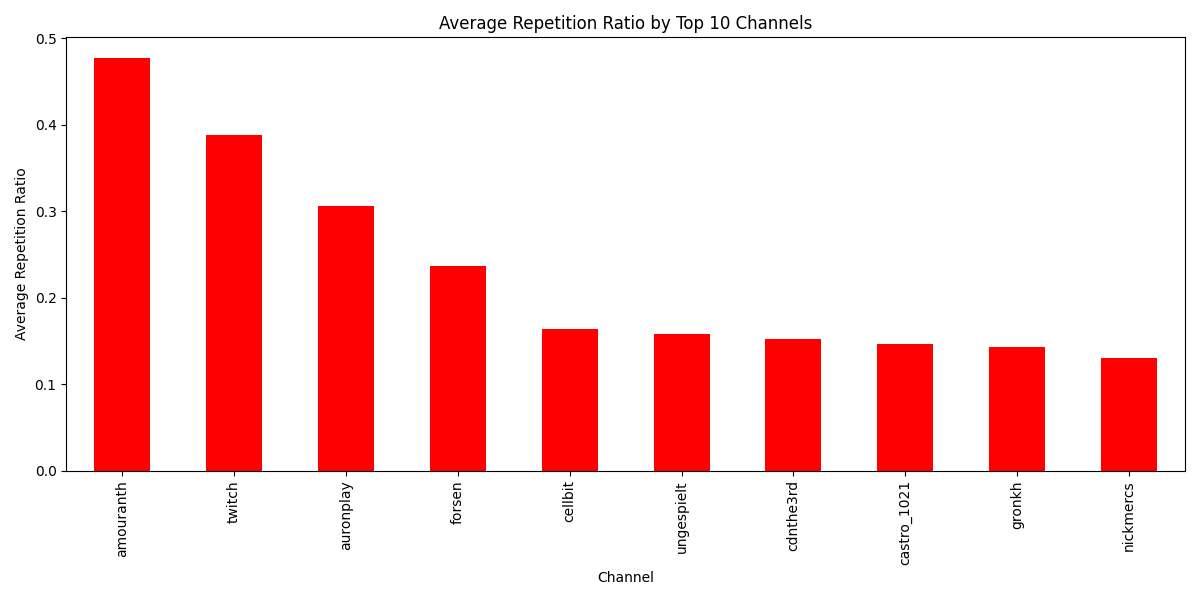 Average Repetition Ratio by Top 10 Channels
Average Repetition Ratio
0.5
0.4
0.3
0.2
0.1
0.0
amouranth
twitch
auronplay
forsen
cellbit
ungespielt
cdnthe3rd
castro_1021
gronkh
nickmercs
Channel